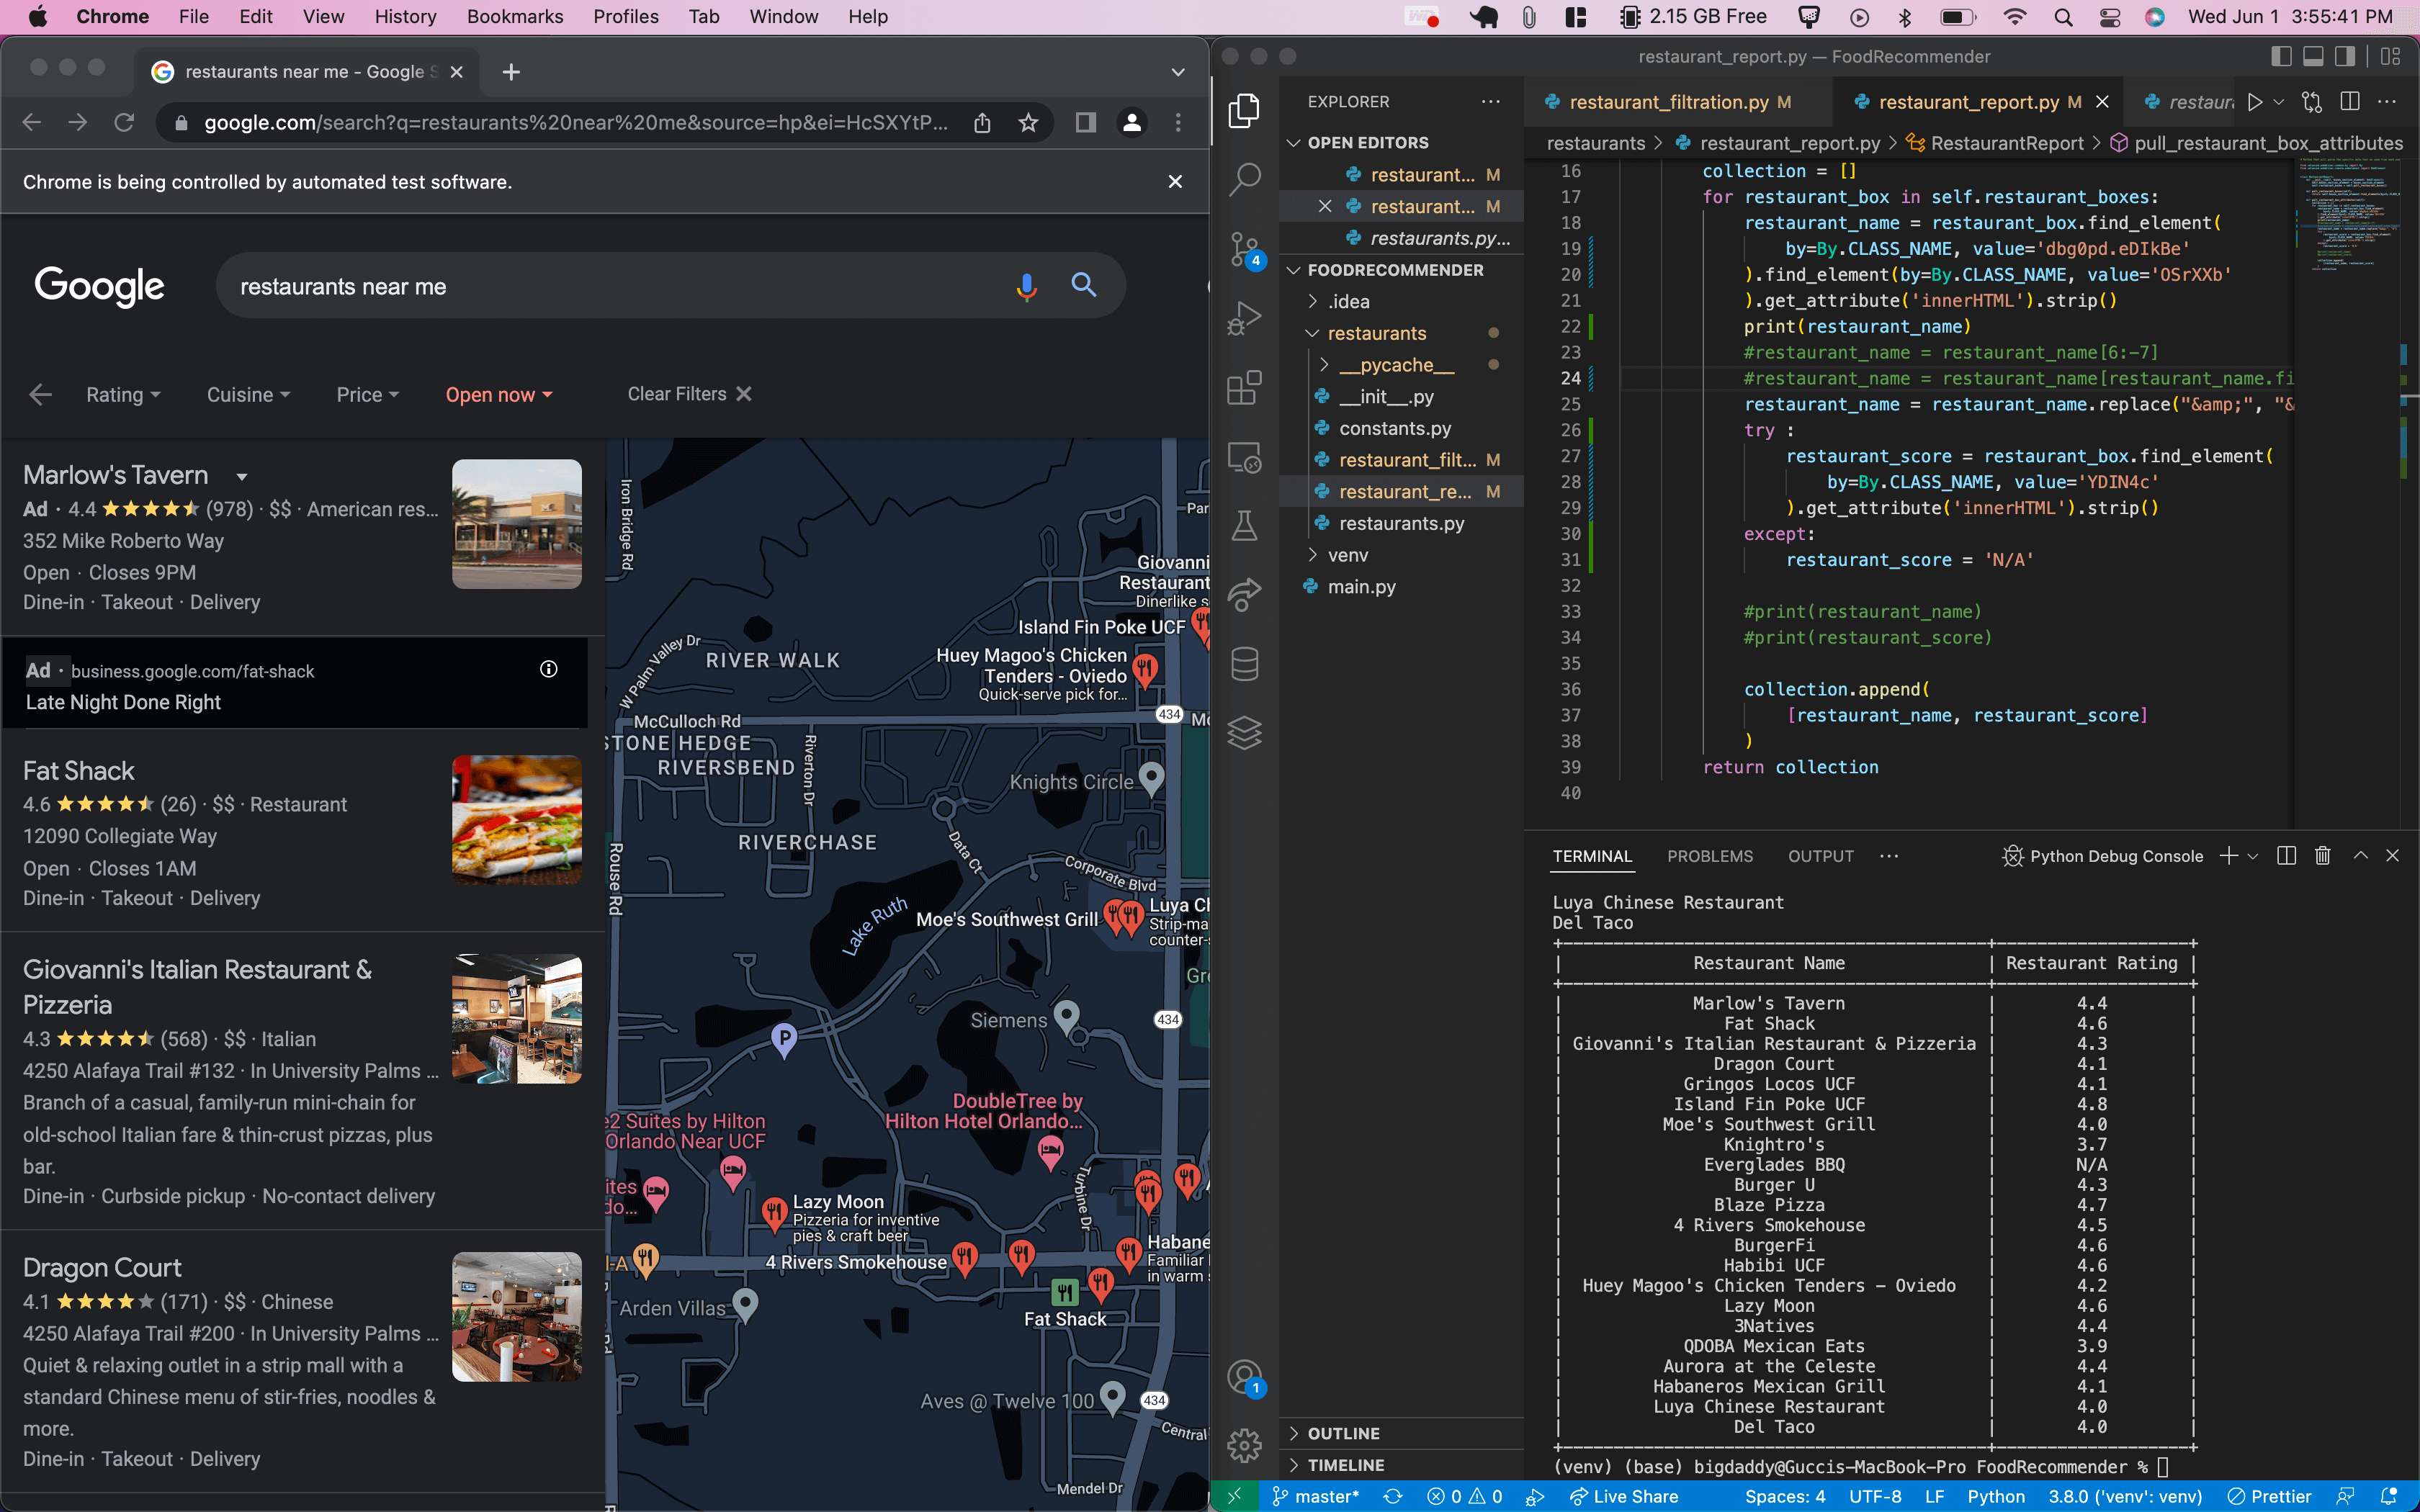 Chrome File Edit View History Bookmarks Profiles Tab Window Help
2.15 GB Free Wed Jun 1 3:55:41 PM
restaurants near me - Google S
google.com/search?q=restaurants%20near%20me&source=hp&ei=HcSXYtP...
Chrome is being controlled by automated test software.
Google
restaurants near me
Rating Cuisine Price Open now Clear Filters
Marlow's Tavern
Ad · 4.4 (978) · $$ · American res...
352 Mike Roberto Way
Open · Closes 9PM
Dine-in · Takeout · Delivery
Ad · business.google.com/fat-shack
Late Night Done Right
Fat Shack
4.6 (26) · $$ · Restaurant
12090 Collegiate Way
Open · Closes 1AM
Dine-in · Takeout · Delivery
Giovanni's Italian Restaurant &
Pizzeria
4.3 (568) · $$ · Italian
4250 Alafaya Trail #132 · In University Palms ...
Branch of a casual, family-run mini-chain for
old-school Italian fare & thin-crust pizzas, plus
bar.
Dine-in · Curbside pickup · No-contact delivery
Dragon Court
4.1 (171) · $$ · Chinese
4250 Alafaya Trail #200 · In University Palms ...
Quiet & relaxing outlet in a strip mall with a
standard Chinese menu of stir-fries, noodles &
more.
Dine-in · Takeout · Delivery
Iron Bridge Rd
Par
Giovanni
Restaurant
Dinerlike s
Island Fin Poke UCF
Huey Magoo's Chicken
Tenders - Oviedo
Quick-serve pick for...
W Palm Valley Dr
RIVER WALK
434
McCulloch Rd
Mc
STONE HEDGE
RIVERSBEND
Riverton Dr
Knights Circle
RIVERCHASE
Data Ct
Corporate Blvd
Rouse Rd
Lake Ruth
Moe's Southwest Grill
Luya Ch
Strip-ma
counter-s
Gre
Siemens
434
P
DoubleTree by
Hilton Hotel Orlando...
e2 Suites by Hilton
Orlando Near UCF
ites
do...
Turbine Dr
Lazy Moon
Pizzeria for inventive
pies & craft beer
4 Rivers Smokehouse
Habane
Familiar
in warm s
l-A
Arden Villas
Fat Shack
Aves @ Twelve 100
434
Central
Mendel Dr
restaurant_report.py — FoodRecommender
EXPLORER
OPEN EDITORS
restaurant... M
restaurant... M
restaurants.py...
FOODRECOMMENDER
.idea
restaurants
__pycache__
__init__.py
constants.py
restaurant_filt... M
restaurant_re... M
restaurants.py
venv
main.py
OUTLINE
TIMELINE
4
1
restaurant_filtration.py M restaurant_report.py M restaur
restaurants > restaurant_report.py > RestaurantReport > pull_restaurant_box_attributes
16 collection = []
17 for restaurant_box in self.restaurant_boxes:
18 restaurant_name = restaurant_box.find_element(
19 by=By.CLASS_NAME, value='dbg0pd.eDIkBe'
20 ).find_element(by=By.CLASS_NAME, value='OSrXXb'
21 ).get_attribute('innerHTML').strip()
22 print(restaurant_name)
23 #restaurant_name = restaurant_name[6:-7]
24 #restaurant_name = restaurant_name[restaurant_name.fi
25 restaurant_name = restaurant_name.replace("&amp;", "&
26 try :
27 restaurant_score = restaurant_box.find_element(
28 by=By.CLASS_NAME, value='YDIN4c'
29 ).get_attribute('innerHTML').strip()
30 except:
31 restaurant_score = 'N/A'
32
33 #print(restaurant_name)
34 #print(restaurant_score)
35
36 collection.append(
37 [restaurant_name, restaurant_score]
38 )
39 return collection
40
TERMINAL PROBLEMS OUTPUT ··· Python Debug Console
Luya Chinese Restaurant
Del Taco
| Restaurant Name | Restaurant Rating |
| Marlow's Tavern | 4.4 |
| Fat Shack | 4.6 |
| Giovanni's Italian Restaurant & Pizzeria | 4.3 |
| Dragon Court | 4.1 |
| Gringos Locos UCF | 4.1 |
| Island Fin Poke UCF | 4.8 |
| Moe's Southwest Grill | 4.0 |
| Knightro's | 3.7 |
| Everglades BBQ | N/A |
| Burger U | 4.3 |
| Blaze Pizza | 4.7 |
| 4 Rivers Smokehouse | 4.5 |
| BurgerFi | 4.6 |
| Habibi UCF | 4.6 |
| Huey Magoo's Chicken Tenders - Oviedo | 4.2 |
| Lazy Moon | 4.6 |
| 3Natives | 4.4 |
| QDOBA Mexican Eats | 3.9 |
| Aurora at the Celeste | 4.4 |
| Habaneros Mexican Grill | 4.1 |
| Luya Chinese Restaurant | 4.0 |
| Del Taco | 4.0 |
(venv) (base) bigdaddy@Guccis-MacBook-Pro FoodRecommender %
master* 0 0 Live Share Spaces: 4 UTF-8 LF Python 3.8.0 ('venv': venv) Prettier